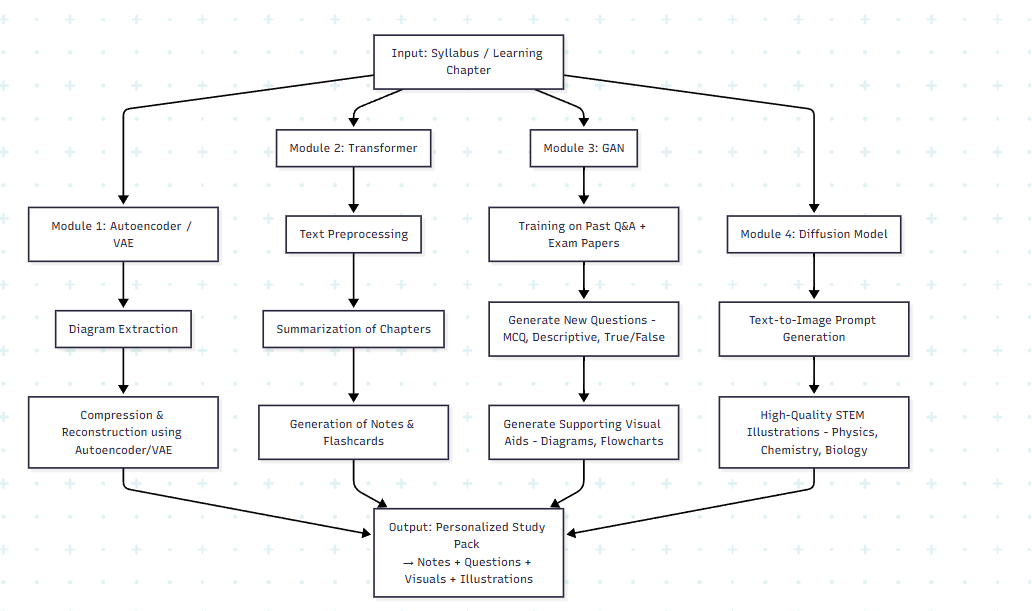 Input: Syllabus / Learning
Chapter
Module 2: Transformer
Module 3: GAN
Module 1: Autoencoder /
VAE
Text Preprocessing
Training on Past Q&A +
Exam Papers
Module 4: Diffusion Model
Diagram Extraction
Summarization of Chapters
Generate New Questions -
MCQ, Descriptive, True/False
Text-to-Image Prompt
Generation
Compression &
Reconstruction using
Autoencoder/VAE
Generation of Notes &
Flashcards
Generate Supporting Visual
Aids - Diagrams, Flowcharts
High-Quality STEM
Illustrations - Physics,
Chemistry, Biology
Output: Personalized Study
Pack
→ Notes + Questions +
Visuals + Illustrations